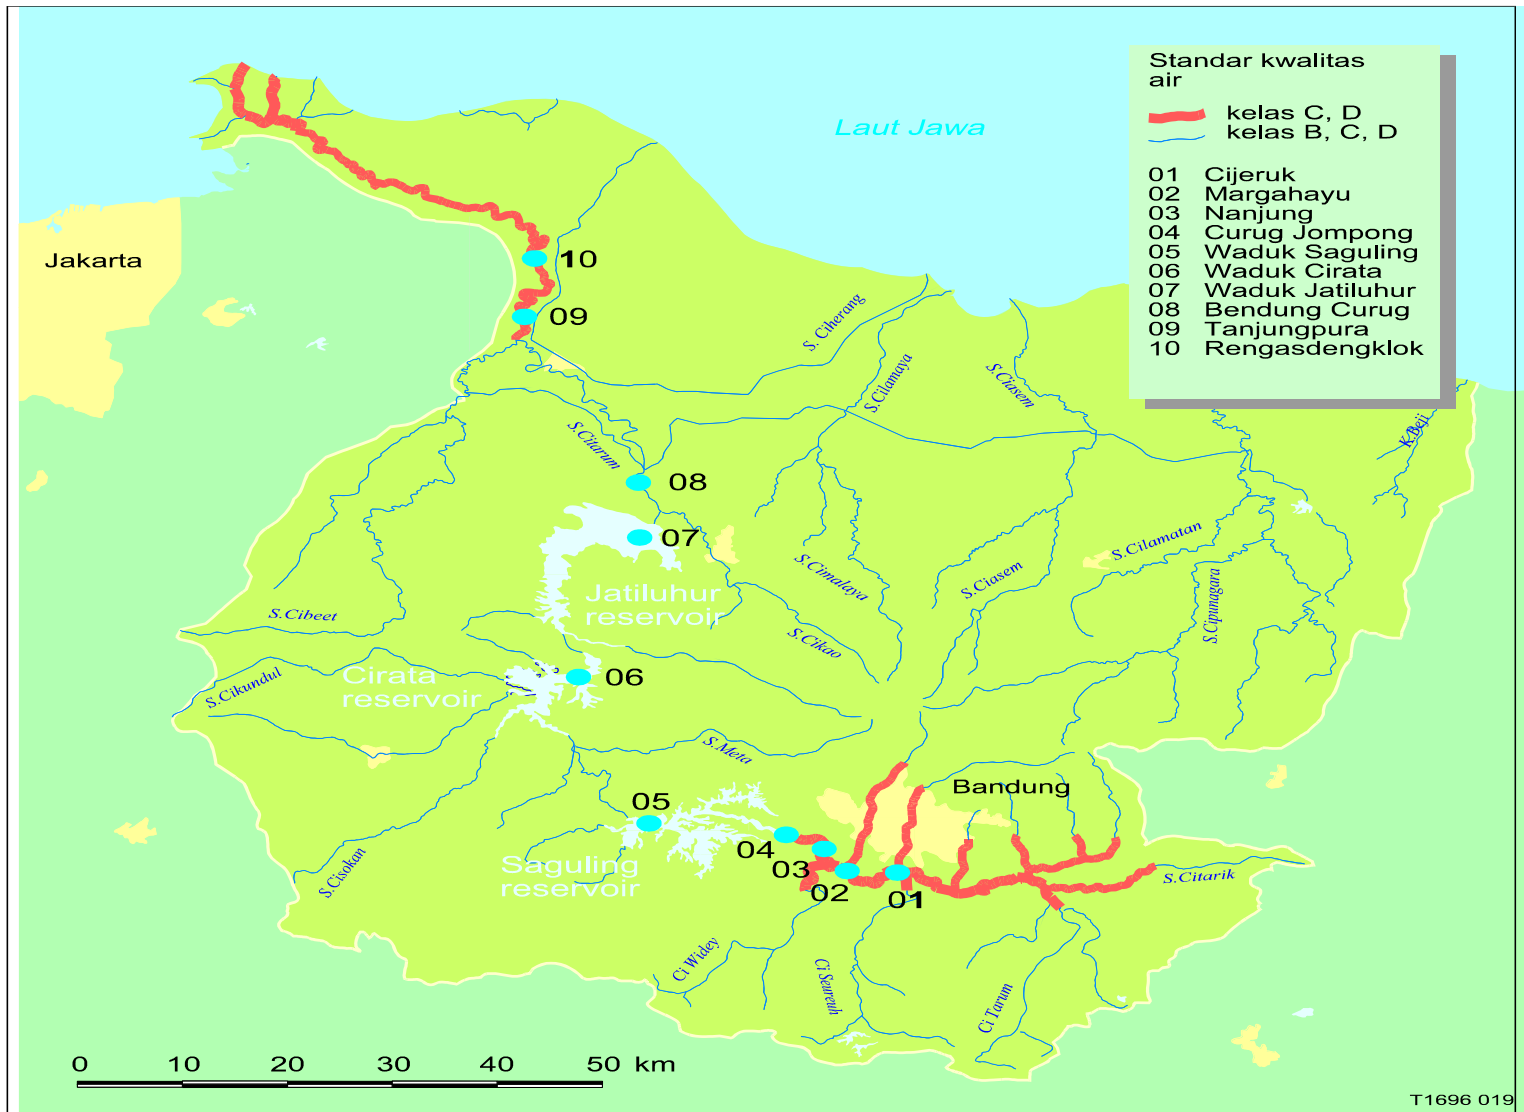 Standar kwalitas
air
kelas C, D
kelas B, C, D
01 Cijeruk
02 Margahayu
03 Nanjung
04 Curug Jompong
05 Waduk Saguling
06 Waduk Cirata
07 Waduk Jatiluhur
08 Bendung Curug
09 Tanjungpura
10 Rengasdengklok
Laut Jawa
Jakarta
10
09
S. Ciherang
S.Cilamaya
S.Ciasem
K.Beji
S.Citarum
08
07
S.Cilamatan
S.Cimalaya
S.Ciasem
S.Cipunagara
Jatiluhur
reservoir
S.Cibeet
S.Cikao
Cirata
reservoir
06
S.Cikundul
S.Meta
Bandung
05
04
03
02
01
Saguling
reservoir
S.Cisokan
S.Citarik
Ci Widey
Ci Seureuh
Ci Tarum
0 10 20 30 40 50 km
T1696 019